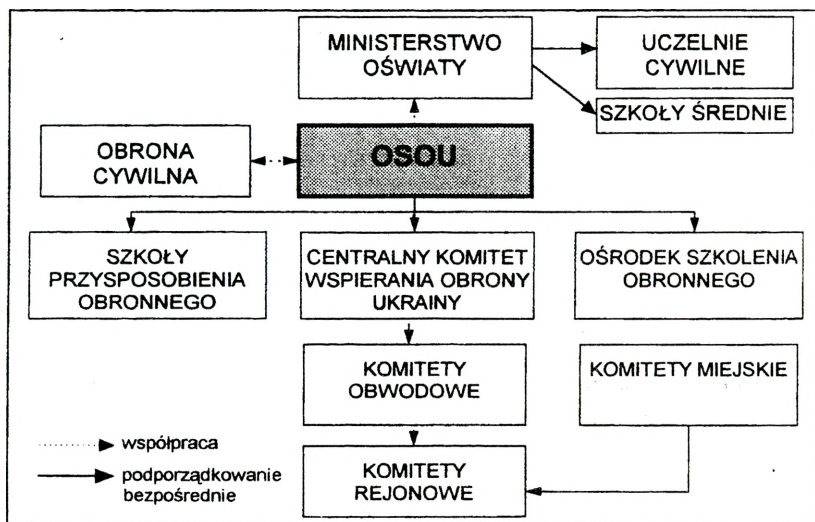 MINISTERSTWO
OŚWIATY
UCZELNIE
CYWILNE
SZKOŁY ŚREDNIE
OBRONA
CYWILNA
OSOU
SZKOŁY
PRZYSPOSOBIENIA
OBRONNEGO
CENTRALNY KOMITET
WSPIERANIA OBRONY
UKRAINY
OŚRODEK SZKOLENIA
OBRONNEGO
KOMITETY
OBWODOWE
KOMITETY MIEJSKIE
KOMITETY
REJONOWE
współpraca
podporządkowanie
bezpośrednie